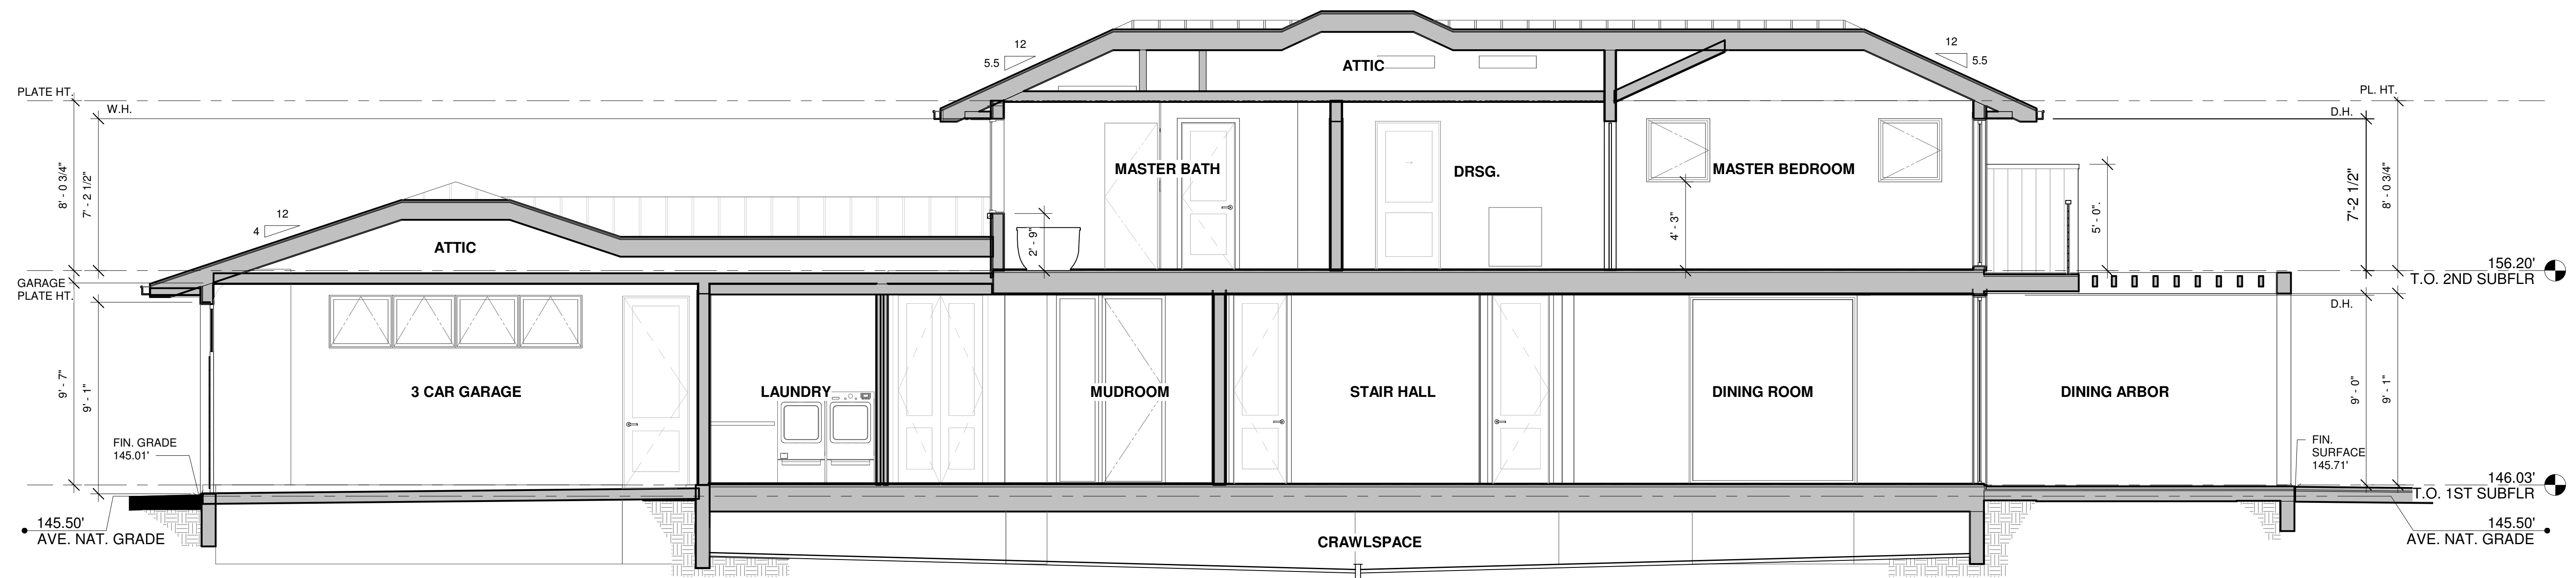 12
5.5
12
5.5
ATTIC
PLATE HT.
W.H.
PL. HT.
D.H.
MASTER BATH
DRSG.
MASTER BEDROOM
8' - 0 3/4"
7' - 2 1/2"
7'-2 1/2"
8' - 0 3/4"
12
4
ATTIC
2' - 9"
4' - 3"
5' - 0".
156.20'
T.O. 2ND SUBFLR
GARAGE
PLATE HT.
D.H.
9' - 7"
9' - 1"
3 CAR GARAGE
LAUNDRY
MUDROOM
STAIR HALL
DINING ROOM
DINING ARBOR
9' - 0"
9' - 1"
FIN. GRADE
145.01'
FIN.
SURFACE
145.71'
146.03'
T.O. 1ST SUBFLR
145.50'
AVE. NAT. GRADE
CRAWLSPACE
145.50'
AVE. NAT. GRADE